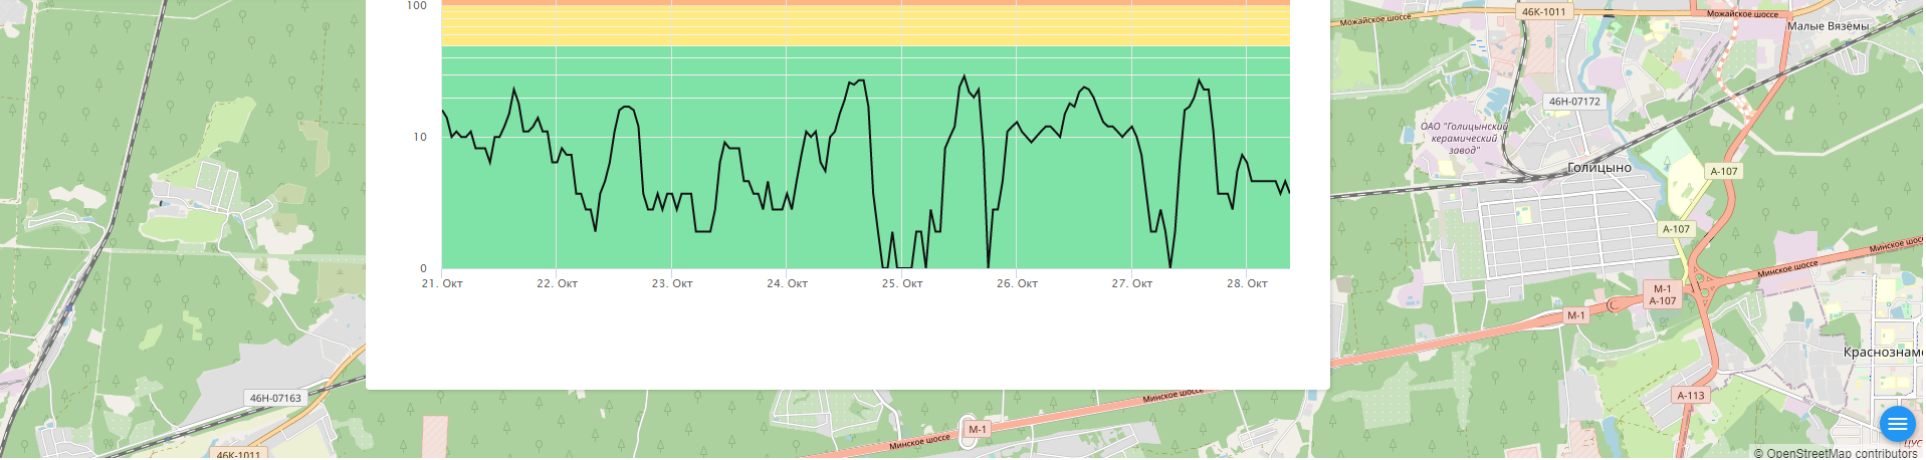 100
10
0
21. Окт
22. Окт
23. Окт
24. Окт
25. Окт
26. Окт
27. Окт
28. Окт
Можайское шоссе
46К-1011
Можайское шоссе
Малые Вязёмы
46Н-07172
ОАО "Голицынский
керамический
завод"
Голицыно
А-107
А-107
Минское шоссе
Минское шоссе
М-1
А-107
М-1
46Н-07163
Минское шоссе
А-113
М-1
Минское шоссе
46К-1011
© OpenStreetMap contributors